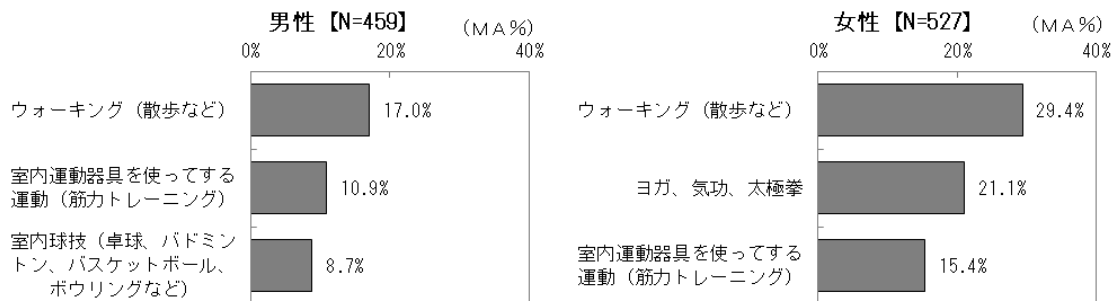 男性【N=459】
(ＭＡ%)
0%
20%
40%
ウォーキング（散歩など）
17.0%
室内運動器具を使ってする
運動（筋力トレーニング）
10.9%
室内球技（卓球、バドミン
トン、バスケットボール、
ボウリングなど）
8.7%
女性【N=527】
(ＭＡ%)
0%
20%
40%
ウォーキング（散歩など）
29.4%
ヨガ、気功、太極拳
21.1%
室内運動器具を使ってする
運動（筋力トレーニング）
15.4%